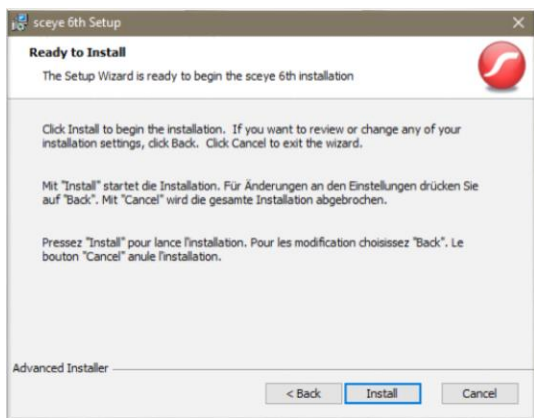 sceye 6th Setup
Ready to Install
The Setup Wizard is ready to begin the sceye 6th installation
Click Install to begin the installation. If you want to review or change any of your
installation settings, click Back. Click Cancel to exit the wizard.
Mit "Install" startet die Installation. Für Änderungen an den Einstellungen drücken Sie
auf "Back". Mit "Cancel" wird die gesamte Installation abgebrochen.
Pressez "Install" pour lance l'installation. Pour les modification choisissez "Back". Le
bouton "Cancel" anule l'installation.
Advanced Installer
< Back Install Cancel